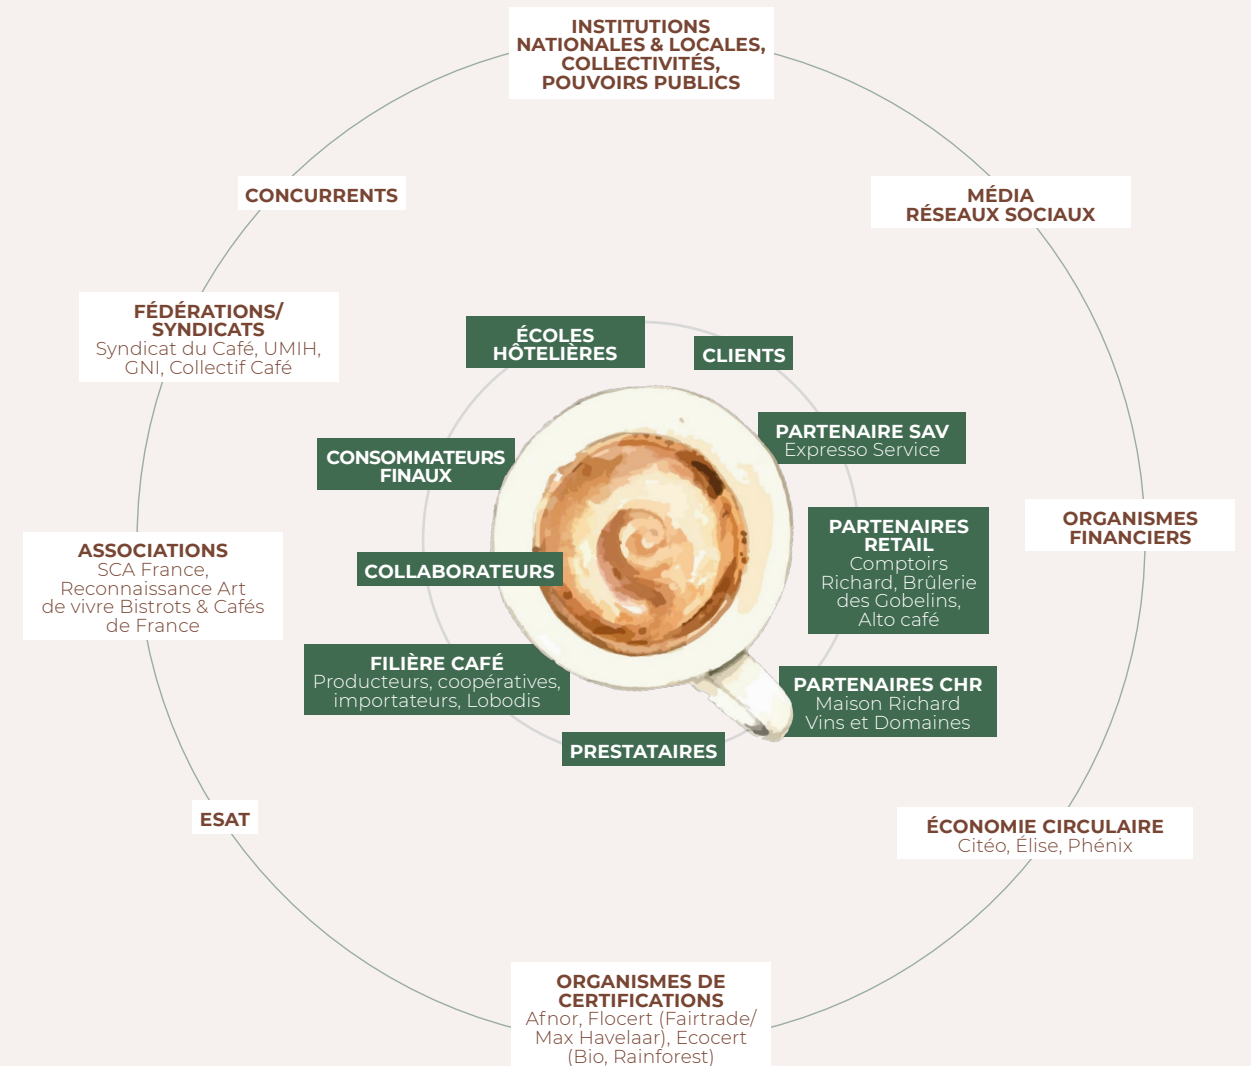 INSTITUTIONS
NATIONALES & LOCALES,
COLLECTIVITÉS,
POUVOIRS PUBLICS
CONCURRENTS
MÉDIA
RÉSEAUX SOCIAUX
FÉDÉRATIONS/
SYNDICATS
Syndicat du Café, UMIH,
GNI, Collectif Café
ÉCOLES
HÔTELIÈRES
CLIENTS
PARTENAIRE SAV
Expresso Service
CONSOMMATEURS
FINAUX
PARTENAIRES
RETAIL
Comptoirs
Richard, Brûlerie
des Gobelins,
Alto café
ORGANISMES
FINANCIERS
ASSOCIATIONS
SCA France,
Reconnaissance Art
de vivre Bistrots & Cafés
de France
COLLABORATEURS
FILIÈRE CAFÉ
Producteurs, coopératives,
importateurs, Lobodis
PARTENAIRES CHR
Maison Richard
Vins et Domaines
PRESTATAIRES
ESAT
ÉCONOMIE CIRCULAIRE
Citéo, Élise, Phénix
ORGANISMES DE
CERTIFICATIONS
Afnor, Flocert (Fairtrade/
Max Havelaar), Ecocert
(Bio, Rainforest)